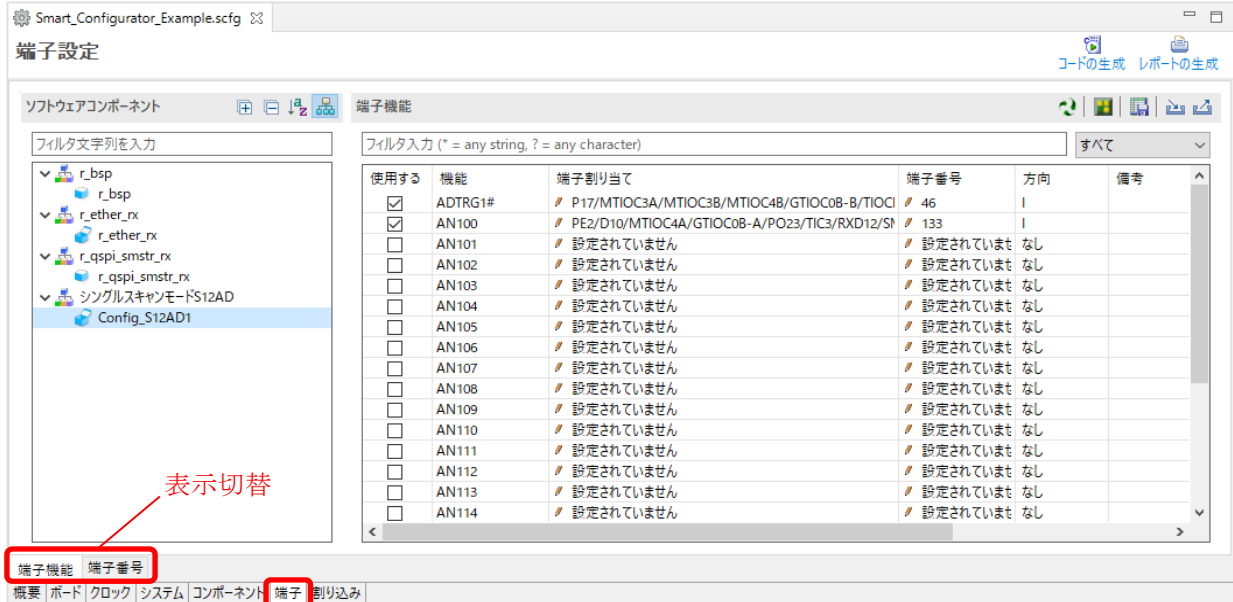 Smart_Configurator_Example.scfg
端子設定
コードの生成 レポートの生成
ソフトウェアコンポーネント
端子機能
フィルタ文字列を入力
フィルタ入力 (* = any string, ? = any character)
すべて
r_bsp
r_bsp
r_ether_rx
r_ether_rx
r_qspi_smstr_rx
r_qspi_smstr_rx
シングルスキャンモードS12AD
Config_S12AD1
使用する 機能 端子割り当て 端子番号 方向 備考
ADTRG1# P17/MTIOC3A/MTIOC3B/MTIOC4B/GTIOC0B-B/TIOCI 46 I
AN100 PE2/D10/MTIOC4A/GTIOC0B-A/PO23/TIC3/RXD12/SI 133 I
AN101 設定されていません 設定されていませ なし
AN102 設定されていません 設定されていませ なし
AN103 設定されていません 設定されていませ なし
AN104 設定されていません 設定されていませ なし
AN105 設定されていません 設定されていませ なし
AN106 設定されていません 設定されていませ なし
AN107 設定されていません 設定されていませ なし
AN108 設定されていません 設定されていませ なし
AN109 設定されていません 設定されていませ なし
AN110 設定されていません 設定されていませ なし
AN111 設定されていません 設定されていませ なし
AN112 設定されていません 設定されていませ なし
AN113 設定されていません 設定されていませ なし
AN114 設定されていません 設定されていませ なし
表示切替
端子機能 端子番号
概要 ボード クロック システム コンポーネント 端子 割り込み